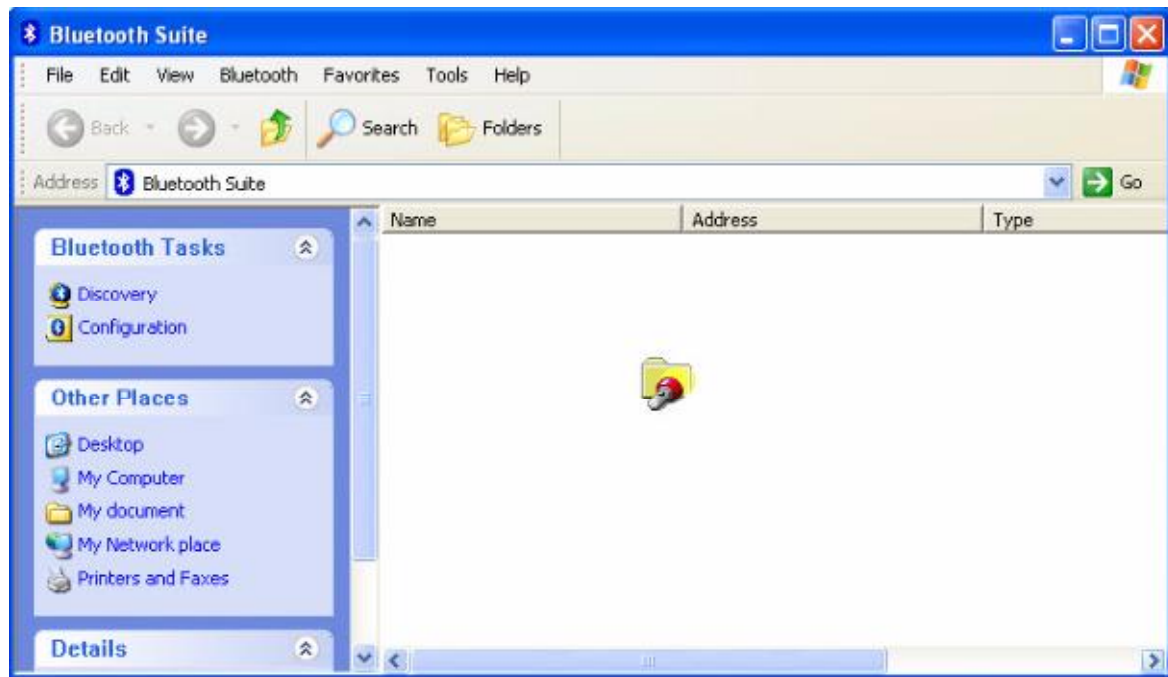 Bluetooth Suite
File Edit View Bluetooth Favorites Tools Help
Back Search Folders
Address Bluetooth Suite Go
Name Address Type
Bluetooth Tasks
Discovery
Configuration
Other Places
Desktop
My Computer
My document
My Network place
Printers and Faxes
Details